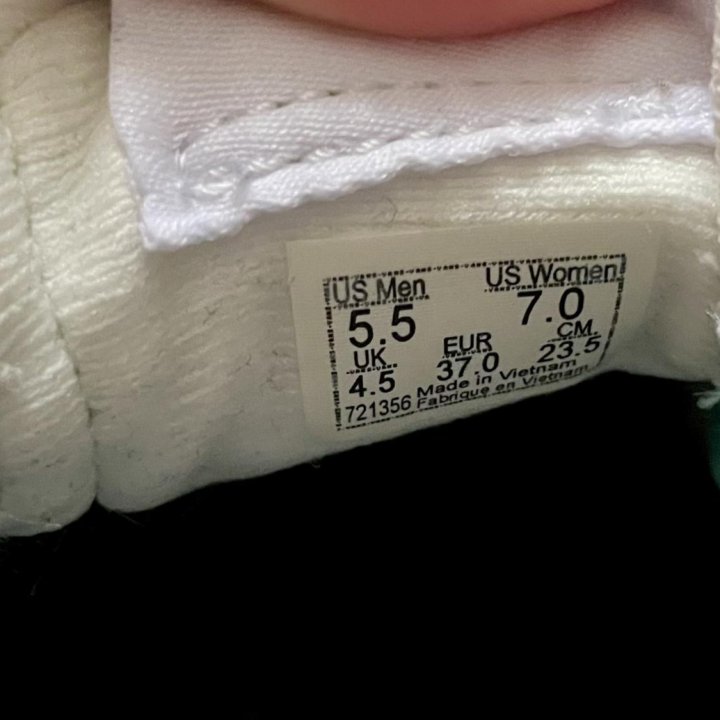 US Men US Women
5.5 7.0
UK EUR CM.
4.5 37.0 23.5
Made in Vietnam
721356 Fabrique en Vietnam